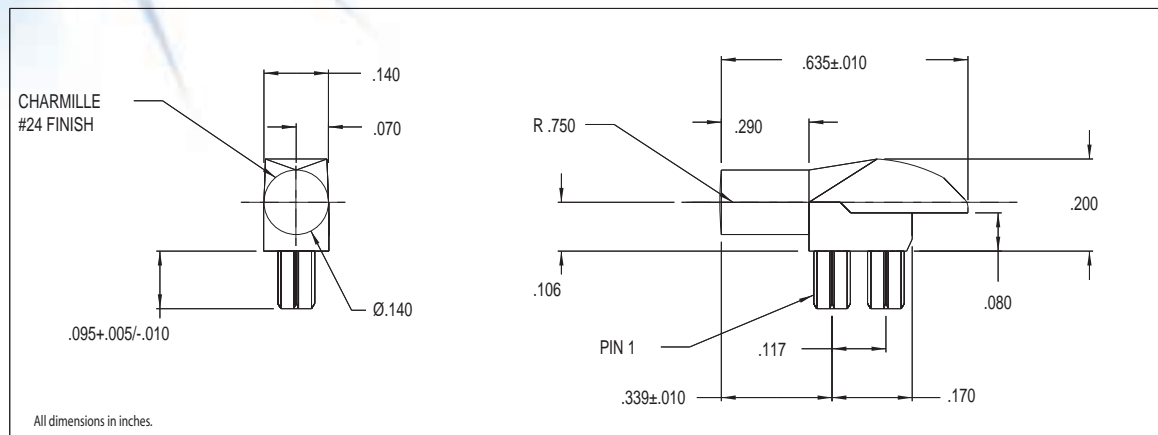 .140
CHARMILLE
#24 FINISH
.070
Ø.140
.095+.005/-.010
.635±.010
R .750
.290
.200
.106
.080
PIN 1
.117
.339±.010
.170
All dimensions in inches.